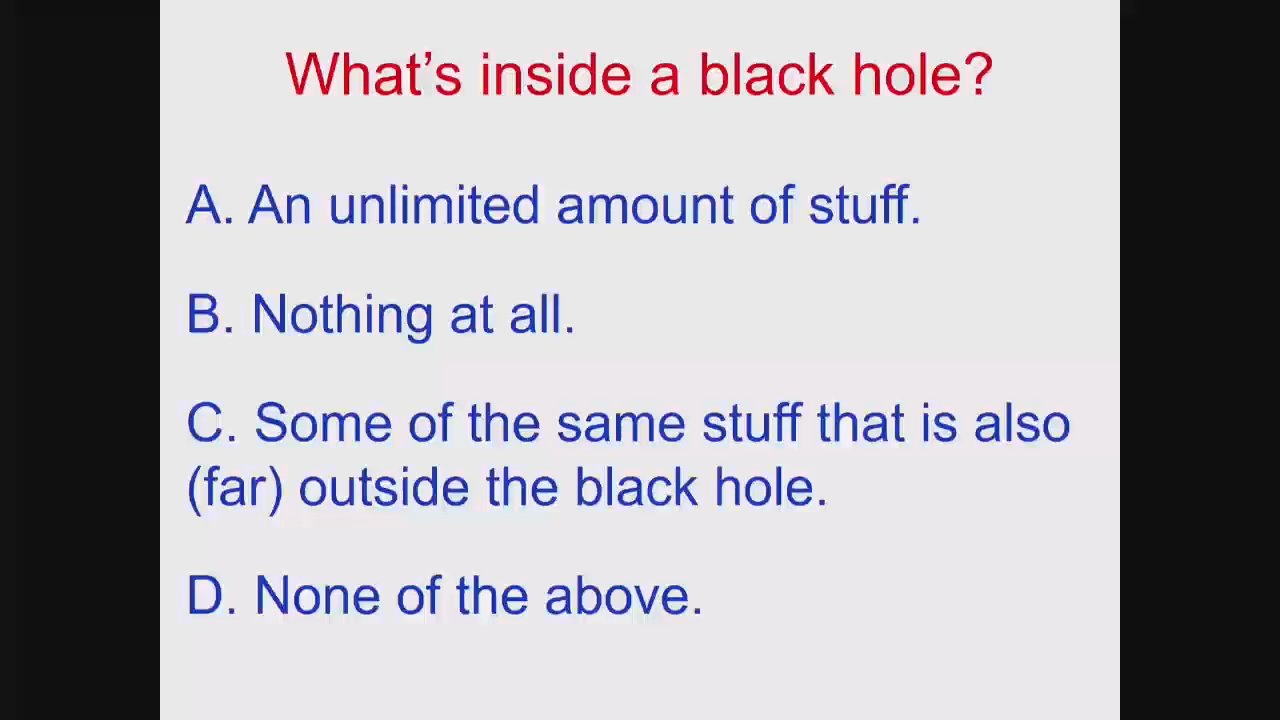 What’s inside a black hole?
A. An unlimited amount of stuff.
B. Nothing at all.
C. Some of the same stuff that is also
(far) outside the black hole.
D. None of the above.